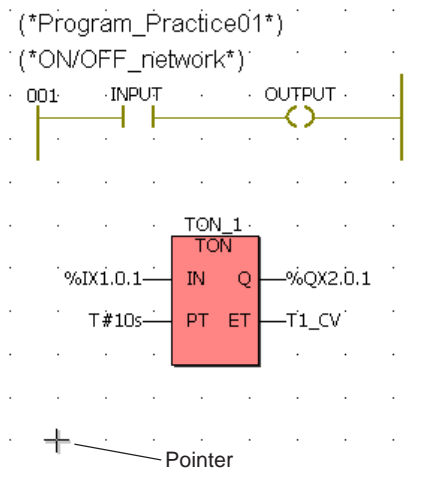 (*Program_Practice01*)
(*ON/OFF_network*)
001 INPUT OUTPUT
TON_1
TON
%IX1.0.1 IN Q %QX2.0.1
T#10s PT ET T1_CV
Pointer